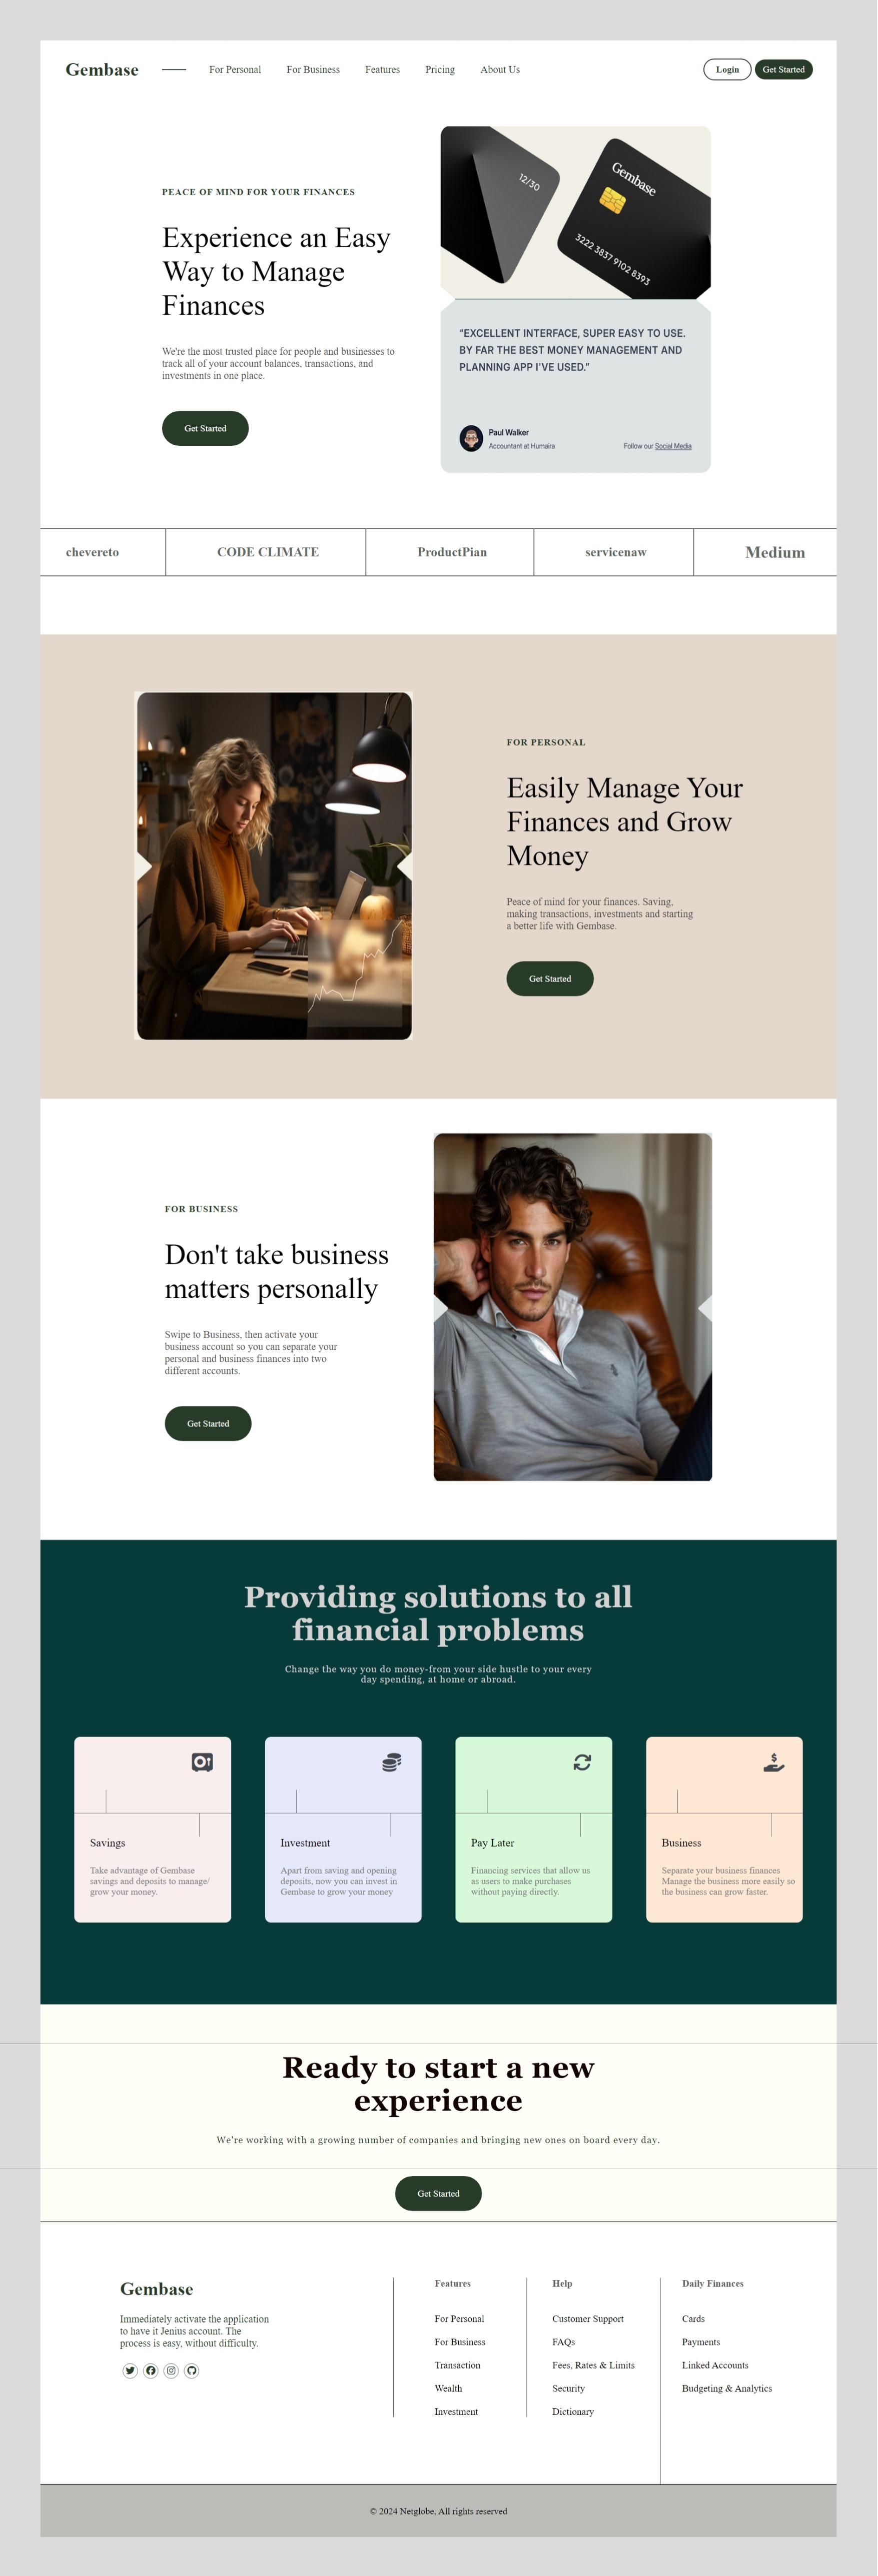 Gembase
For Personal
For Business
Features
Pricing
About Us
Login
Get Started
PEACE OF MIND FOR YOUR FINANCES
Experience an Easy
Way to Manage
Finances
We're the most trusted place for people and businesses to
track all of your account balances, transactions, and
investments in one place.
Get Started
12/30
Gembase
3222 3837 9102 8393
“EXCELLENT INTERFACE, SUPER EASY TO USE.
BY FAR THE BEST MONEY MANAGEMENT AND
PLANNING APP I’VE USED.”
Paul Walker
Accountant at Humaira
Follow our Social Media
chevereto
CODE CLIMATE
ProductPian
servicenaw
Medium
FOR PERSONAL
Easily Manage Your
Finances and Grow
Money
Peace of mind for your finances. Saving,
making transactions, investments and starting
a better life with Gembase.
Get Started
FOR BUSINESS
Don't take business
matters personally
Swipe to Business, then activate your
business account so you can separate your
personal and business finances into two
different accounts.
Get Started
Providing solutions to all
financial problems
Change the way you do money-from your side hustle to your every
day spending, at home or abroad.
Savings
Take advantage of Gembase
savings and deposits to manage/
grow your money.
Investment
Apart from saving and opening
deposits, now you can invest in
Gembase to grow your money
Pay Later
Financing services that allow us
as users to make purchases
without paying directly.
Business
Separate your business finances
Manage the business more easily so
the business can grow faster.
Ready to start a new
experience
We're working with a growing number of companies and bringing new ones on board every day.
Get Started
Gembase
Immediately activate the application
to have it Jenius account. The
process is easy, without difficulty.
Features
For Personal
For Business
Transaction
Wealth
Investment
Help
Customer Support
FAQs
Fees, Rates & Limits
Security
Dictionary
Daily Finances
Cards
Payments
Linked Accounts
Budgeting & Analytics
© 2024 Netglobe, All rights reserved